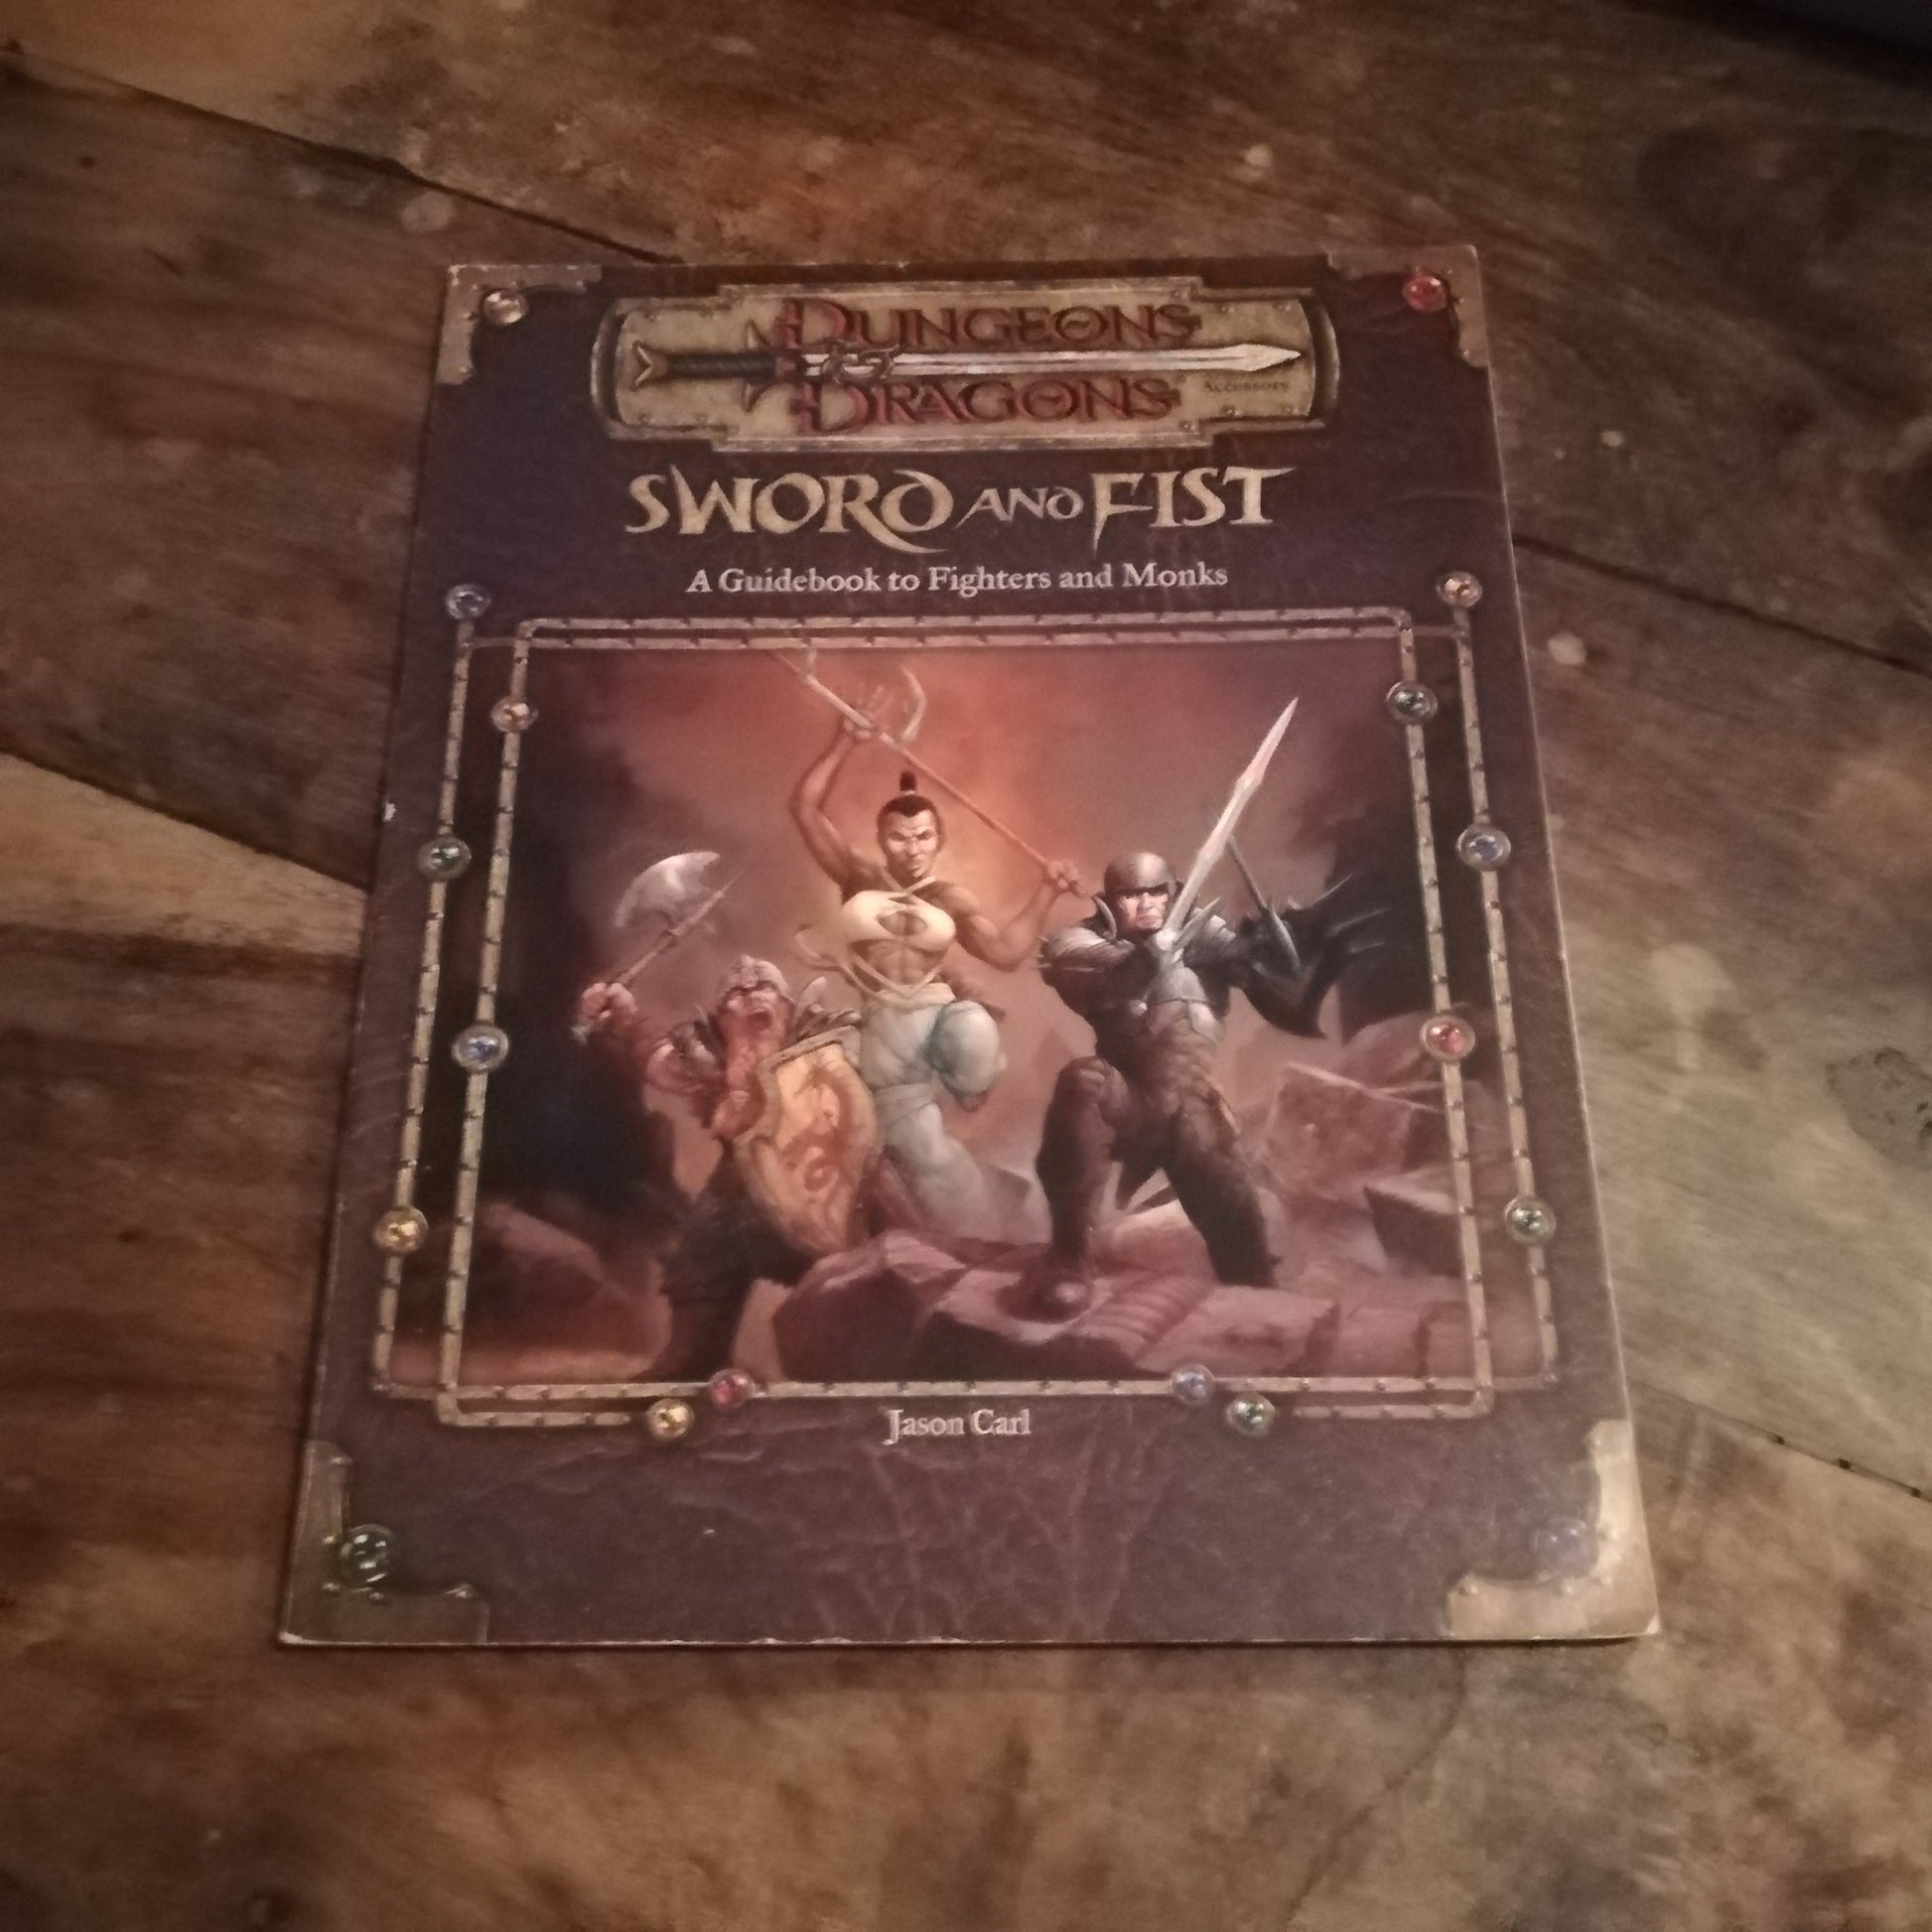 DUNGEONS
&
DRAGONS
Accessory
SWORD AND FIST
A Guidebook to Fighters and Monks
Jason Carl